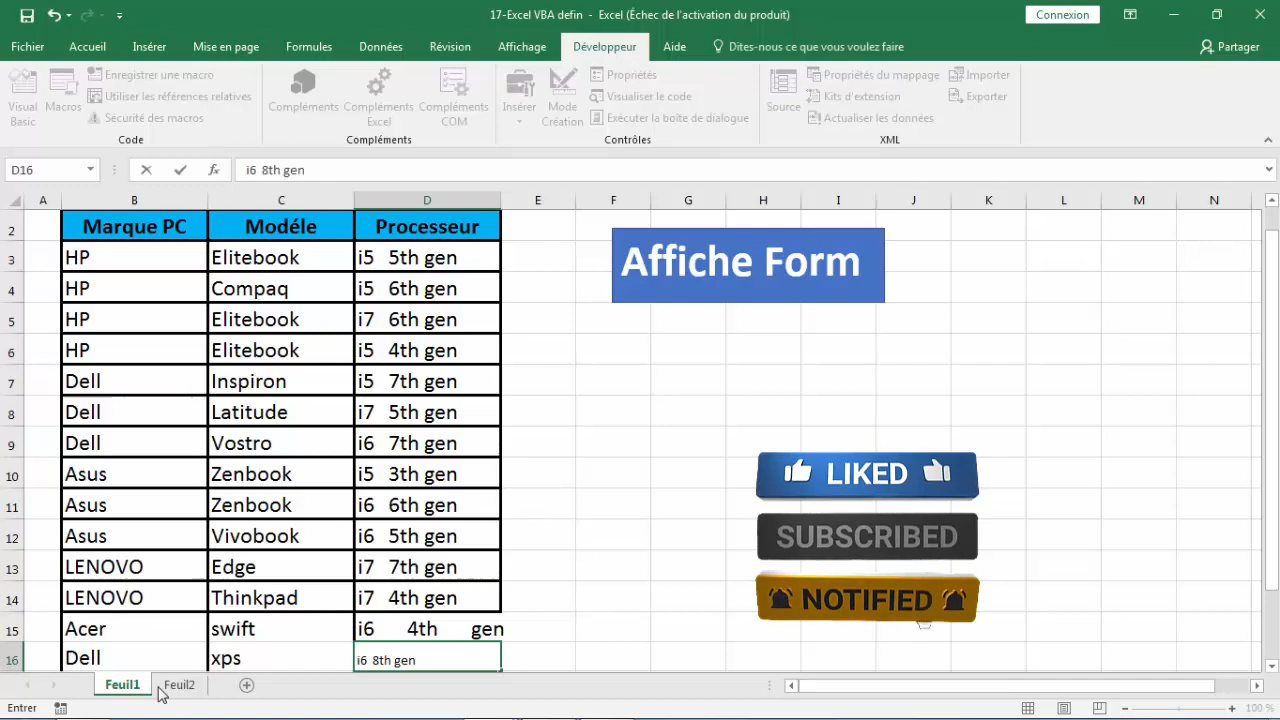 17-Excel VBA defin - Excel (Échec de l'activation du produit)
Connexion
Fichier Accueil Insérer Mise en page Formules Données Révision Affichage Développeur Aide Dites-nous ce que vous voulez faire Partager
Visual Basic
Macros
Enregistrer une macro
Utiliser les références relatives
Sécurité des macros
Code
Compléments
Compléments Excel
Compléments COM
Compléments
Insérer
Mode Création
Propriétés
Visualiser le code
Exécuter la boîte de dialogue
Contrôles
Source
Propriétés du mappage
Kits d'extension
Actualiser les données
Importer
Exporter
XML
D16 fx i6 8th gen
A B C D E F G H I J K L M N
2 Marque PC Modéle Processeur
3 HP Elitebook i5 5th gen
4 HP Compaq i5 6th gen
5 HP Elitebook i7 6th gen
6 HP Elitebook i5 4th gen
7 Dell Inspiron i5 7th gen
8 Dell Latitude i7 5th gen
9 Dell Vostro i6 7th gen
10 Asus Zenbook i5 3th gen
11 Asus Zenbook i6 6th gen
12 Asus Vivobook i6 5th gen
13 LENOVO Edge i7 7th gen
14 LENOVO Thinkpad i7 4th gen
15 Acer swift i6 4th gen
16 Dell xps i6 8th gen
Affiche Form
LIKED
SUBSCRIBED
NOTIFIED
Feuil1 Feuil2
Entrer
100 %